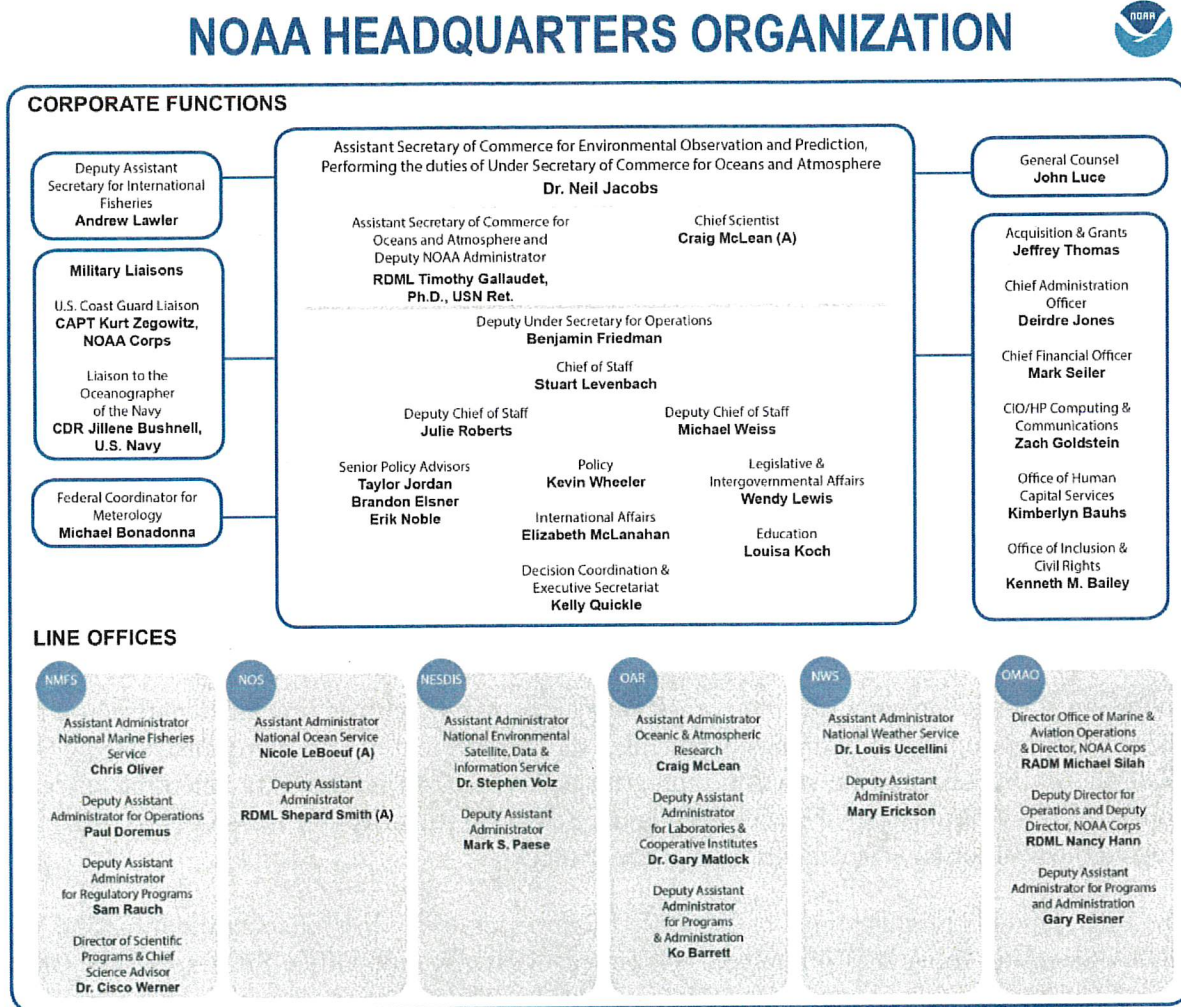 NOAA HEADQUARTERS ORGANIZATION
NOAA
CORPORATE FUNCTIONS
Deputy Assistant
Secretary for International
Fisheries
Andrew Lawler
Military Liaisons
U.S. Coast Guard Liaison
CAPT Kurt Zegowitz,
NOAA Corps
Liaison to the
Oceanographer
of the Navy
CDR Jillene Bushnell,
U.S. Navy
Federal Coordinator for
Meterology
Michael Bonadonna
Assistant Secretary of Commerce for Environmental Observation and Prediction,
Performing the duties of Under Secretary of Commerce for Oceans and Atmosphere
Dr. Neil Jacobs
Assistant Secretary of Commerce for
Oceans and Atmosphere and
Deputy NOAA Administrator
RDML Timothy Gallaudet,
Ph.D., USN Ret.
Chief Scientist
Craig McLean (A)
Deputy Under Secretary for Operations
Benjamin Friedman
Chief of Staff
Stuart Levenbach
Deputy Chief of Staff
Julie Roberts
Deputy Chief of Staff
Michael Weiss
Senior Policy Advisors
Taylor Jordan
Brandon Elsner
Erik Noble
Policy
Kevin Wheeler
International Affairs
Elizabeth McLanahan
Decision Coordination &
Executive Secretariat
Kelly Quickle
Legislative &
Intergovernmental Affairs
Wendy Lewis
Education
Louisa Koch
General Counsel
John Luce
Acquisition & Grants
Jeffrey Thomas
Chief Administration
Officer
Deirdre Jones
Chief Financial Officer
Mark Seiler
CIO/HP Computing &
Communications
Zach Goldstein
Office of Human
Capital Services
Kimberlyn Bauhs
Office of Inclusion &
Civil Rights
Kenneth M. Bailey
LINE OFFICES
NMFS
Assistant Administrator
National Marine Fisheries
Service
Chris Oliver
Deputy Assistant
Administrator for Operations
Paul Doremus
Deputy Assistant
Administrator
for Regulatory Programs
Sam Rauch
Director of Scientific
Programs & Chief
Science Advisor
Dr. Cisco Werner
NOS
Assistant Administrator
National Ocean Service
Nicole LeBoeuf (A)
Deputy Assistant
Administrator
RDML Shepard Smith (A)
NESDIS
Assistant Administrator
National Environmental
Satellite, Data &
Information Service
Dr. Stephen Volz
Deputy Assistant
Administrator
Mark S. Paese
OAR
Assistant Administrator
Oceanic & Atmospheric
Research
Craig McLean
Deputy Assistant
Administrator
for Laboratories &
Cooperative Institutes
Dr. Gary Matlock
Deputy Assistant
Administrator
for Programs
& Administration
Ko Barrett
NWS
Assistant Administrator
National Weather Service
Dr. Louis Uccellini
Deputy Assistant
Administrator
Mary Erickson
OMAO
Director Office of Marine &
Aviation Operations
& Director, NOAA Corps
RADM Michael Silah
Deputy Director for
Operations and Deputy
Director, NOAA Corps
RDML Nancy Hann
Deputy Assistant
Administrator for Programs
and Administration
Gary Reisner